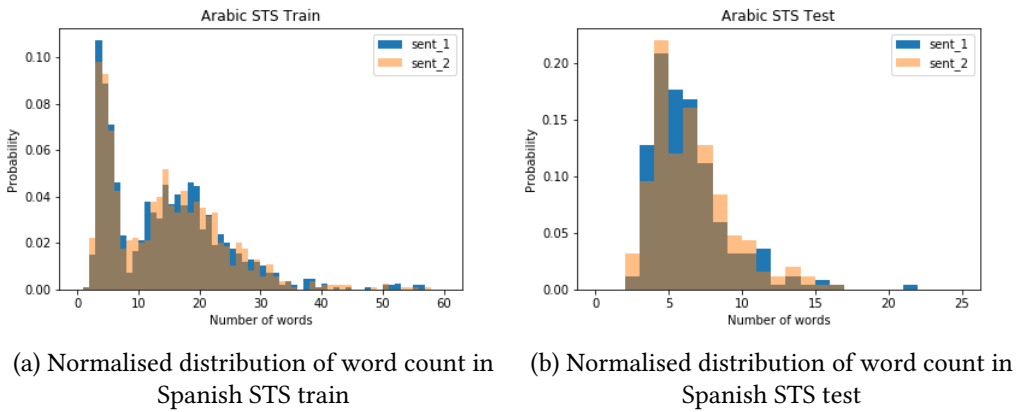 Arabic STS Train
sent_1
sent_2
0.10
0.08
0.06
0.04
0.02
0.00
Probability
0 10 20 30 40 50 60
Number of words
(a) Normalised distribution of word count in
Spanish STS train
Arabic STS Test
sent_1
sent_2
0.20
0.15
0.10
0.05
0.00
Probability
0 5 10 15 20 25
Number of words
(b) Normalised distribution of word count in
Spanish STS test